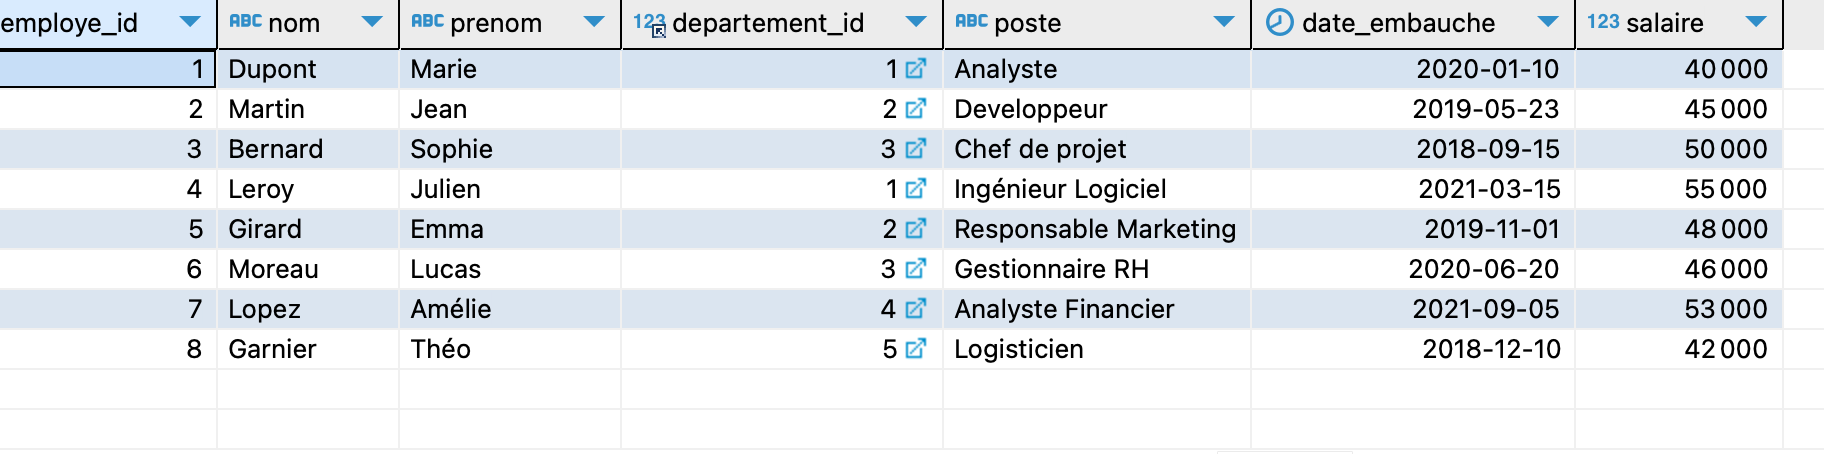 employe_id ABC nom ABC prenom 123 departement_id ABC poste date_embauche 123 salaire
1 Dupont Marie 1 Analyste 2020-01-10 40 000
2 Martin Jean 2 Developpeur 2019-05-23 45 000
3 Bernard Sophie 3 Chef de projet 2018-09-15 50 000
4 Leroy Julien 1 Ingénieur Logiciel 2021-03-15 55 000
5 Girard Emma 2 Responsable Marketing 2019-11-01 48 000
6 Moreau Lucas 3 Gestionnaire RH 2020-06-20 46 000
7 Lopez Amélie 4 Analyste Financier 2021-09-05 53 000
8 Garnier Théo 5 Logisticien 2018-12-10 42 000